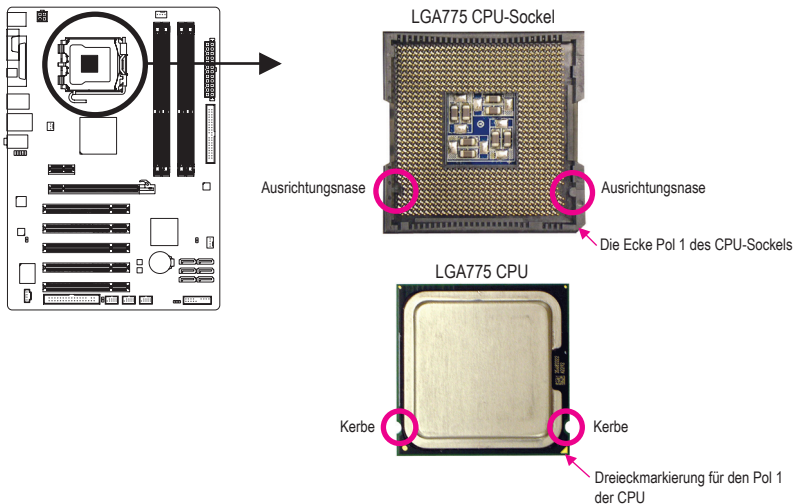 LGA775 CPU-Sockel
Ausrichtungsnase
Ausrichtungsnase
Die Ecke Pol 1 des CPU-Sockels
LGA775 CPU
Kerbe
Kerbe
Dreieckmarkierung für den Pol 1
der CPU